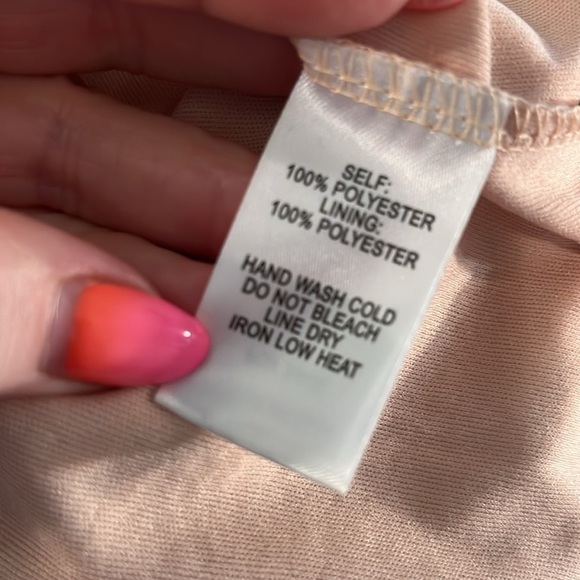 SELF:
100% POLYESTER
LINING:
100% POLYESTER
HAND WASH COLD
DO NOT BLEACH
LINE DRY
IRON LOW HEAT